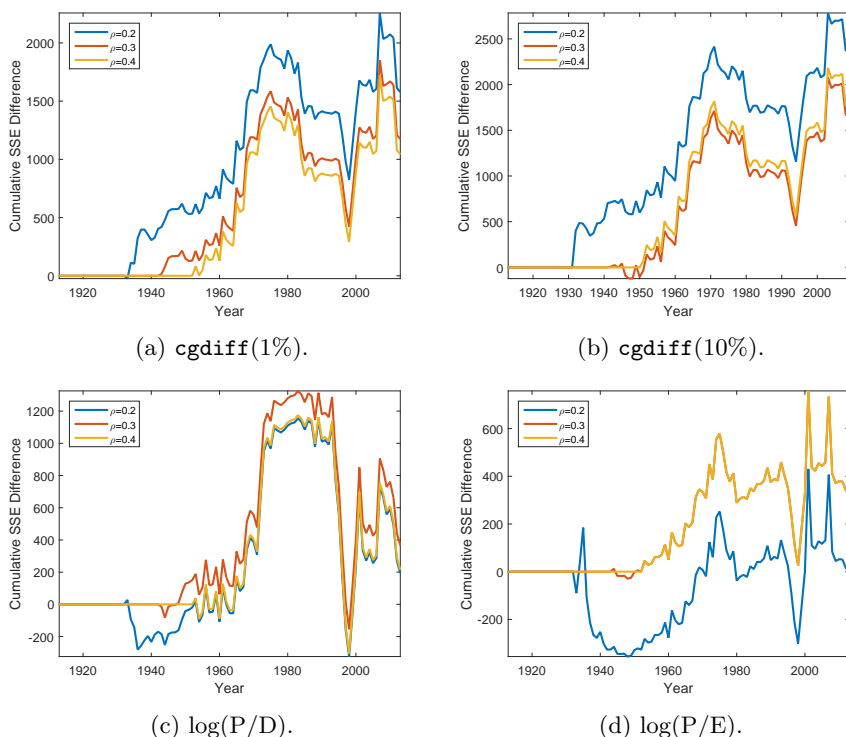 Cumulative SSE Difference
2000
1500
1000
500
0
ρ=0.2
ρ=0.3
ρ=0.4
1920 1940 1960 1980 2000
Year
(a) cgdiff(1%).
Cumulative SSE Difference
2500
2000
1500
1000
500
0
ρ=0.2
ρ=0.3
ρ=0.4
1920 1930 1940 1950 1960 1970 1980 1990 2000
Year
(b) cgdiff(10%).
Cumulative SSE Difference
1200
1000
800
600
400
200
0
-200
ρ=0.2
ρ=0.3
ρ=0.4
1920 1940 1960 1980 2000
Year
(c) log(P/D).
Cumulative SSE Difference
600
400
200
0
-200
ρ=0.2
ρ=0.3
ρ=0.4
1920 1940 1960 1980 2000
Year
(d) log(P/E).